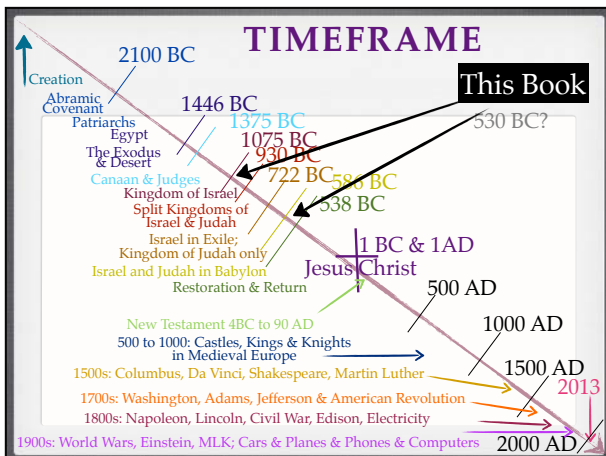 TIMEFRAME
2100 BC
This Book
Creation
Abramic
Covenant
1446 BC
530 BC?
Patriarchs
1375 BC
Egypt
1075 BC
The Exodus
& Desert
930 BC
Canaan & Judges
722 BC
586 BC
Kingdom of Israel
538 BC
Split Kingdoms of
Israel & Judah
Israel in Exile;
Kingdom of Judah only
1 BC & 1AD
Israel and Judah in Babylon
Jesus Christ
Restoration & Return
500 AD
New Testament 4BC to 90 AD
1000 AD
500 to 1000: Castles, Kings & Knights
in Medieval Europe
1500 AD
1500s: Columbus, Da Vinci, Shakespeare, Martin Luther
2013
1700s: Washington, Adams, Jefferson & American Revolution
1800s: Napoleon, Lincoln, Civil War, Edison, Electricity
1900s: World Wars, Einstein, MLK; Cars & Planes & Phones & Computers
2000 AD